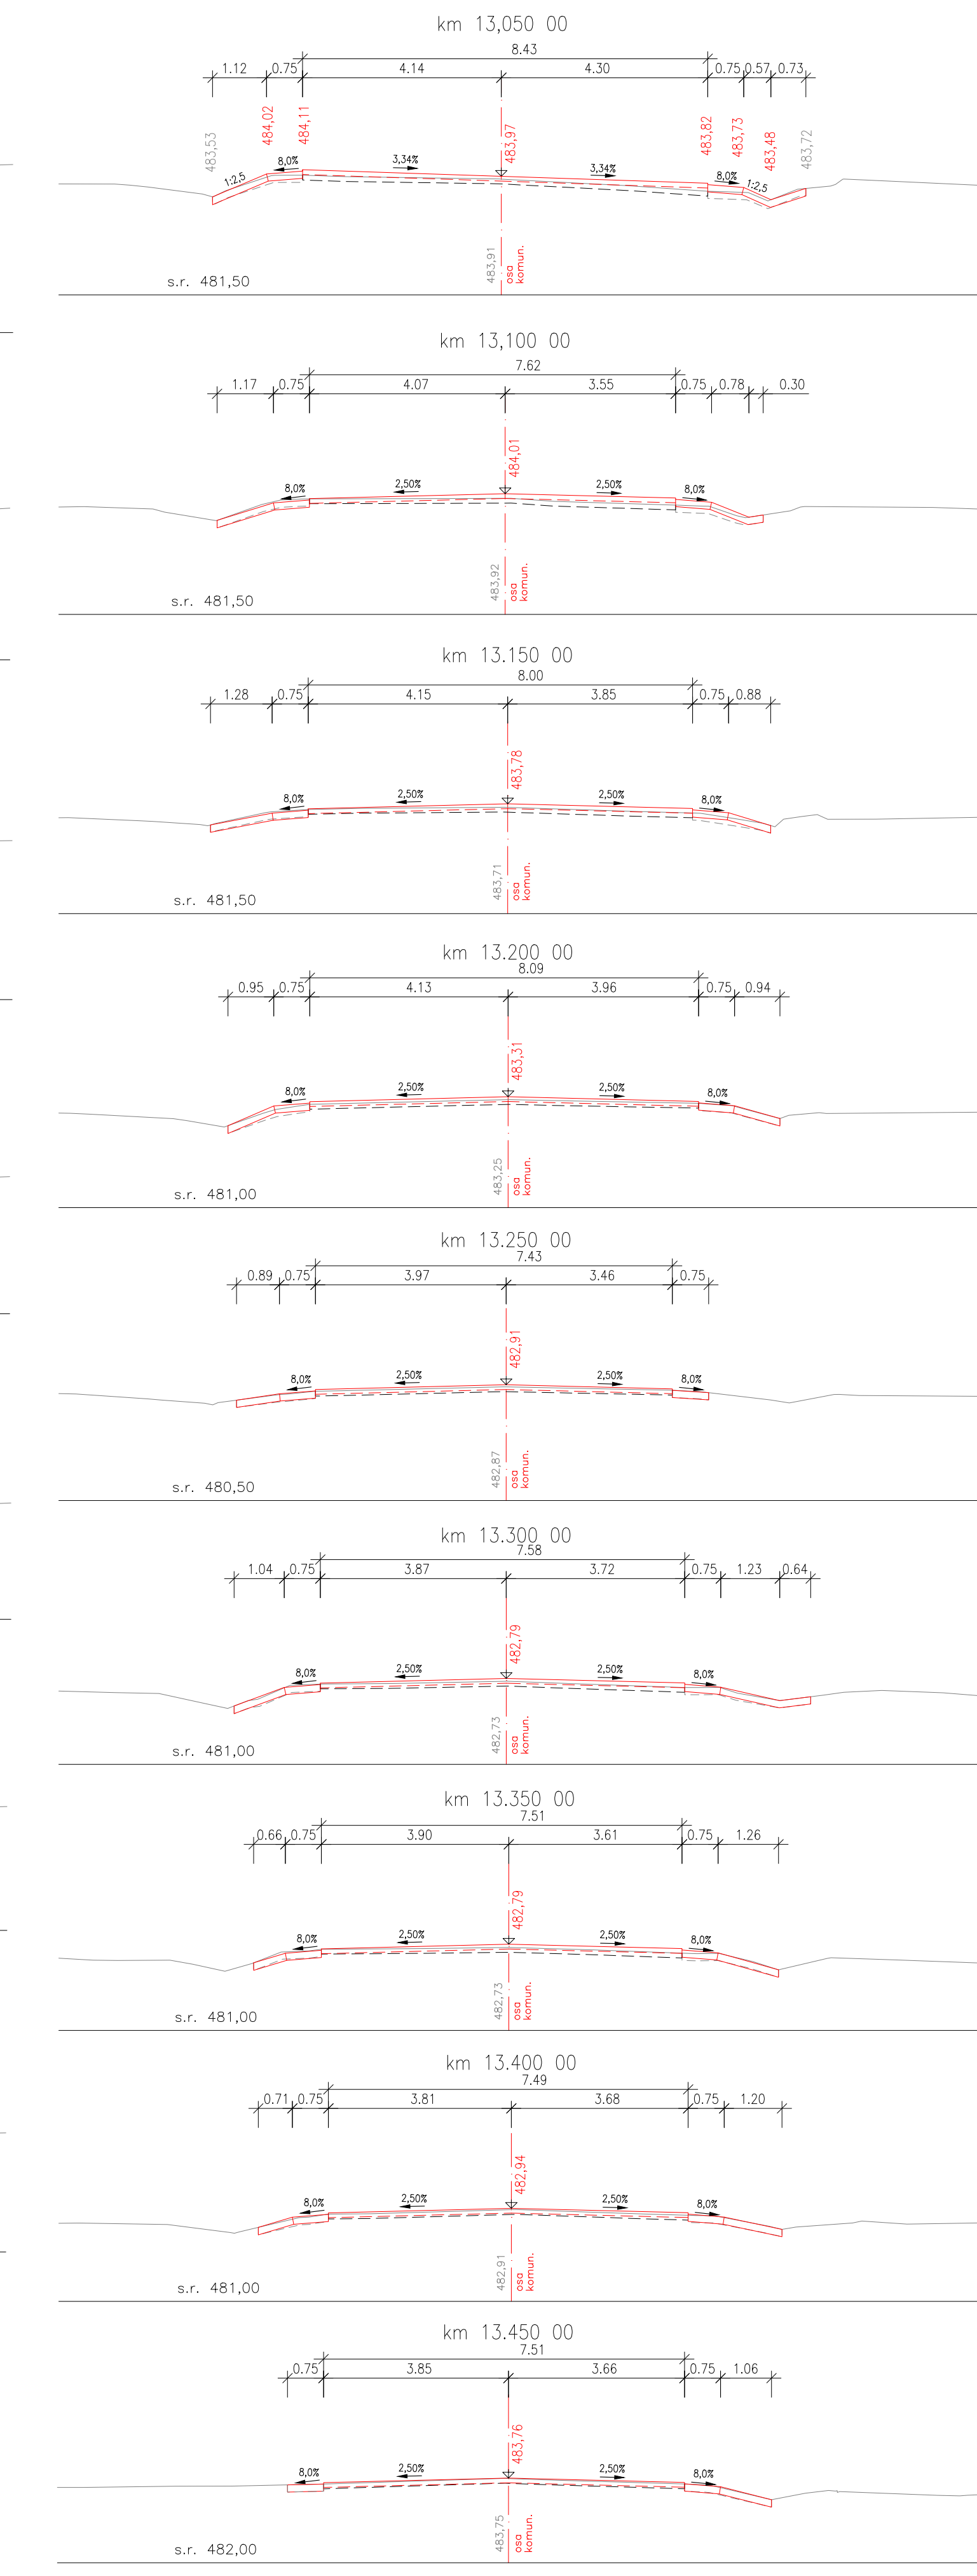 km 13,050 00
8.43
1.12 0.75 4.14 4.30 0.75 0.57 0.73
483,53 484,02 484,11 483,97 483,82 483,73 483,48 483,72
1:2,5 8,0% 3,34% 3,34% 8,0% 1:2,5
483,91 osa komun.
s.r. 481,50
km 13,100 00
7.62
1.17 0.75 4.07 3.55 0.75 0.78 0.30
484,01
8,0% 2,50% 2,50% 8,0%
483,92 osa komun.
s.r. 481,50
km 13.150 00
8.00
1.28 0.75 4.15 3.85 0.75 0.88
483,78
8,0% 2,50% 2,50% 8,0%
483,71 osa komun.
s.r. 481,50
km 13.200 00
8.09
0.95 0.75 4.13 3.96 0.75 0.94
483,31
8,0% 2,50% 2,50% 8,0%
483,25 osa komun.
s.r. 481,00
km 13.250 00
7.43
0.89 0.75 3.97 3.46 0.75
482,91
8,0% 2,50% 2,50% 8,0%
482,87 osa komun.
s.r. 480,50
km 13.300 00
7.58
1.04 0.75 3.87 3.72 0.75 1.23 0.64
482,79
8,0% 2,50% 2,50% 8,0%
482,73 osa komun.
s.r. 481,00
km 13.350 00
7.51
0.66 0.75 3.90 3.61 0.75 1.26
482,79
8,0% 2,50% 2,50% 8,0%
482,73 osa komun.
s.r. 481,00
km 13.400 00
7.49
0.71 0.75 3.81 3.68 0.75 1.20
482,94
8,0% 2,50% 2,50% 8,0%
482,91 osa komun.
s.r. 481,00
km 13.450 00
7.51
0.75 3.85 3.66 0.75 1.06
483,76
8,0% 2,50% 2,50% 8,0%
483,75 osa komun.
s.r. 482,00